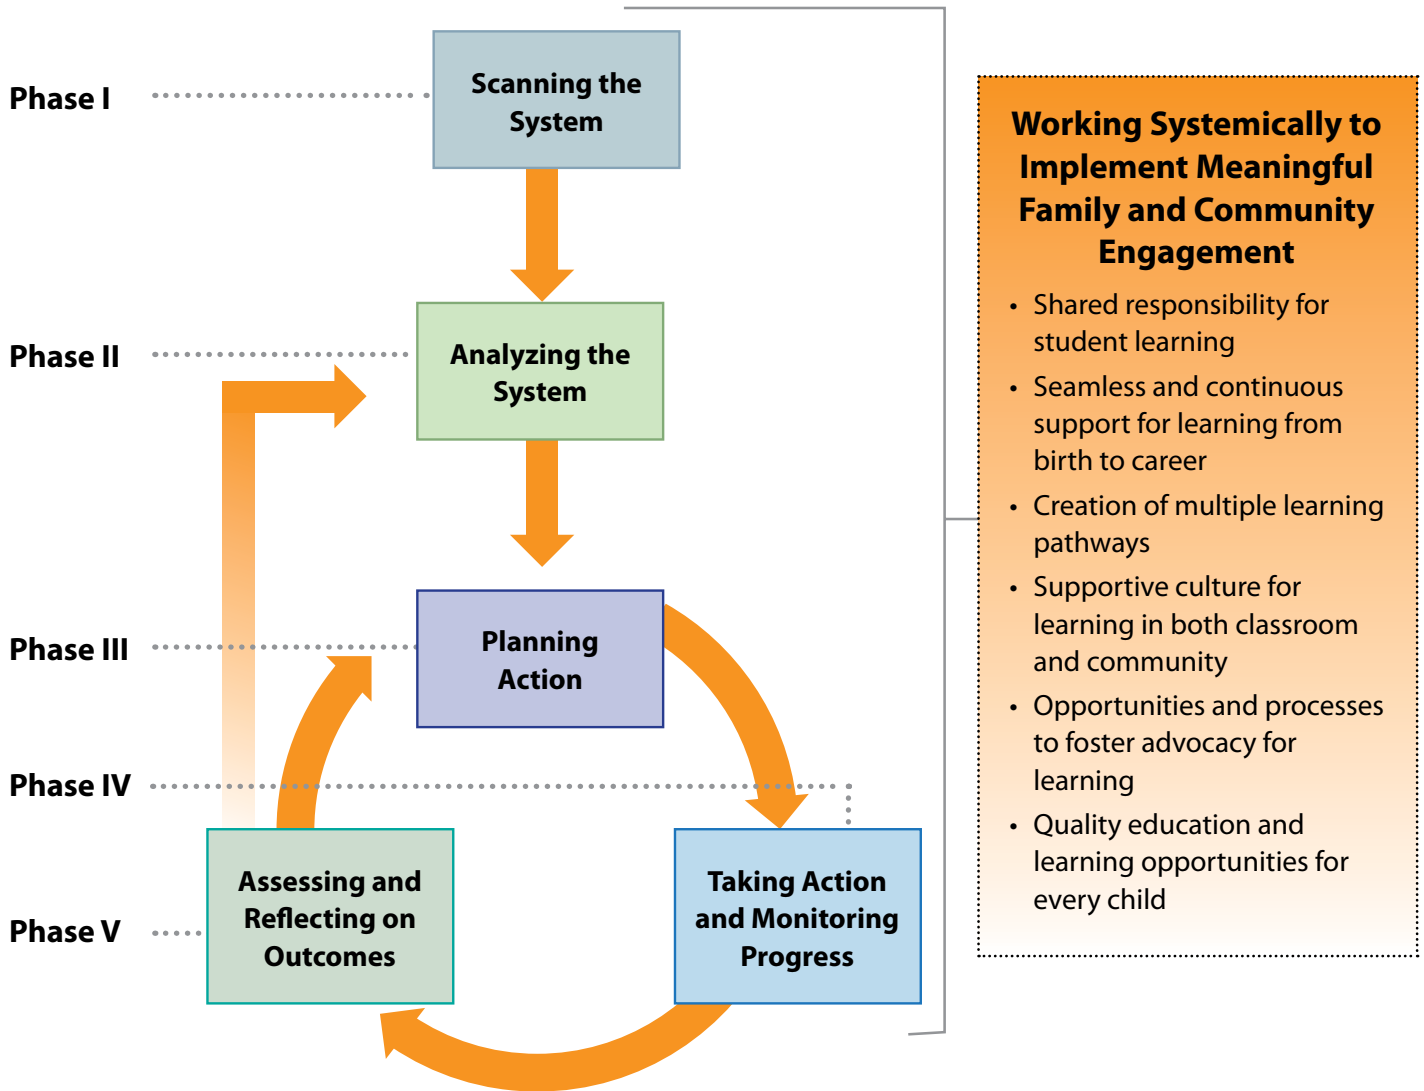 Phase I
Scanning the
System
Phase II
Analyzing the
System
Phase III
Planning
Action
Phase IV
Taking Action
and Monitoring
Progress
Phase V
Assessing and
Reflecting on
Outcomes
Working Systemically to
Implement Meaningful
Family and Community
Engagement
• Shared responsibility for
student learning
• Seamless and continuous
support for learning from
birth to career
• Creation of multiple learning
pathways
• Supportive culture for
learning in both classroom
and community
• Opportunities and processes
to foster advocacy for
learning
• Quality education and
learning opportunities for
every child